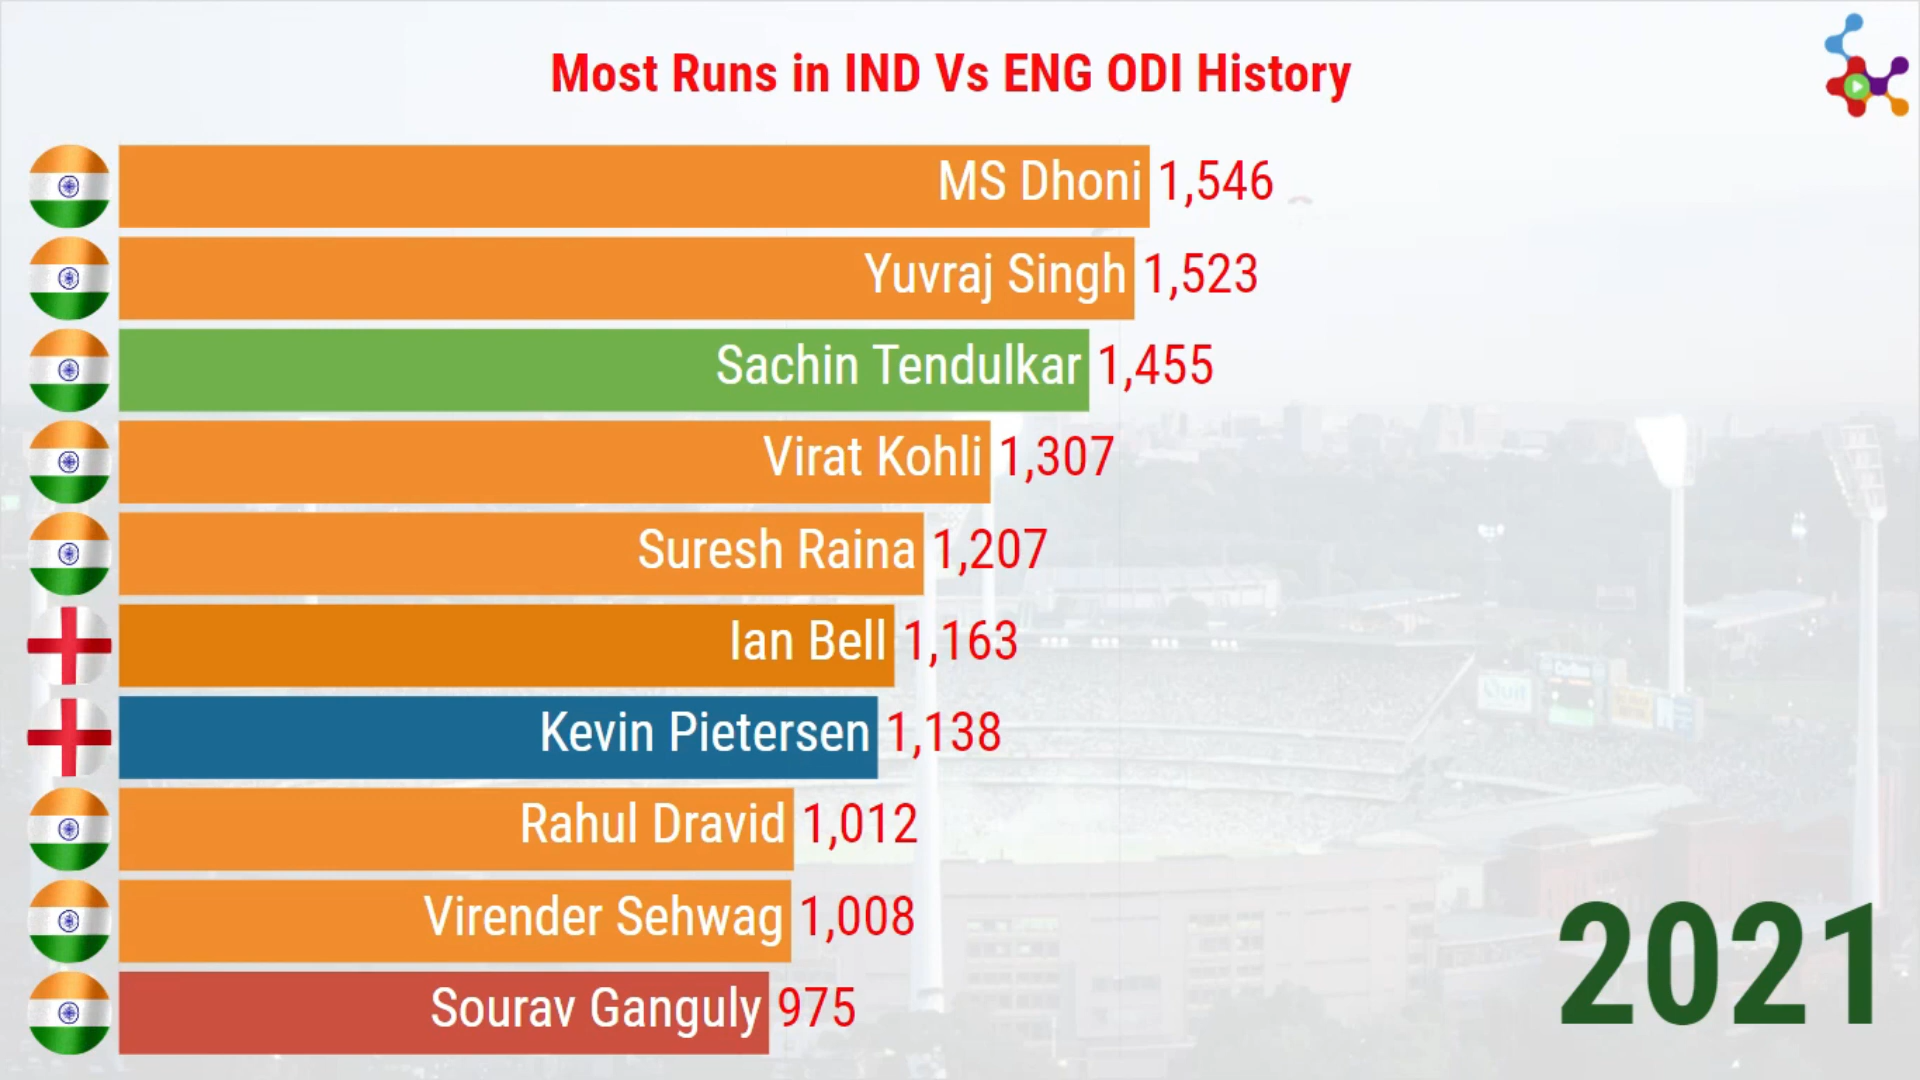 Most Runs in IND Vs ENG ODI History
MS Dhoni 1,546
Yuvraj Singh 1,523
Sachin Tendulkar 1,455
Virat Kohli 1,307
Suresh Raina 1,207
Ian Bell 1,163
Kevin Pietersen 1,138
Rahul Dravid 1,012
Virender Sehwag 1,008
Sourav Ganguly 975
2021